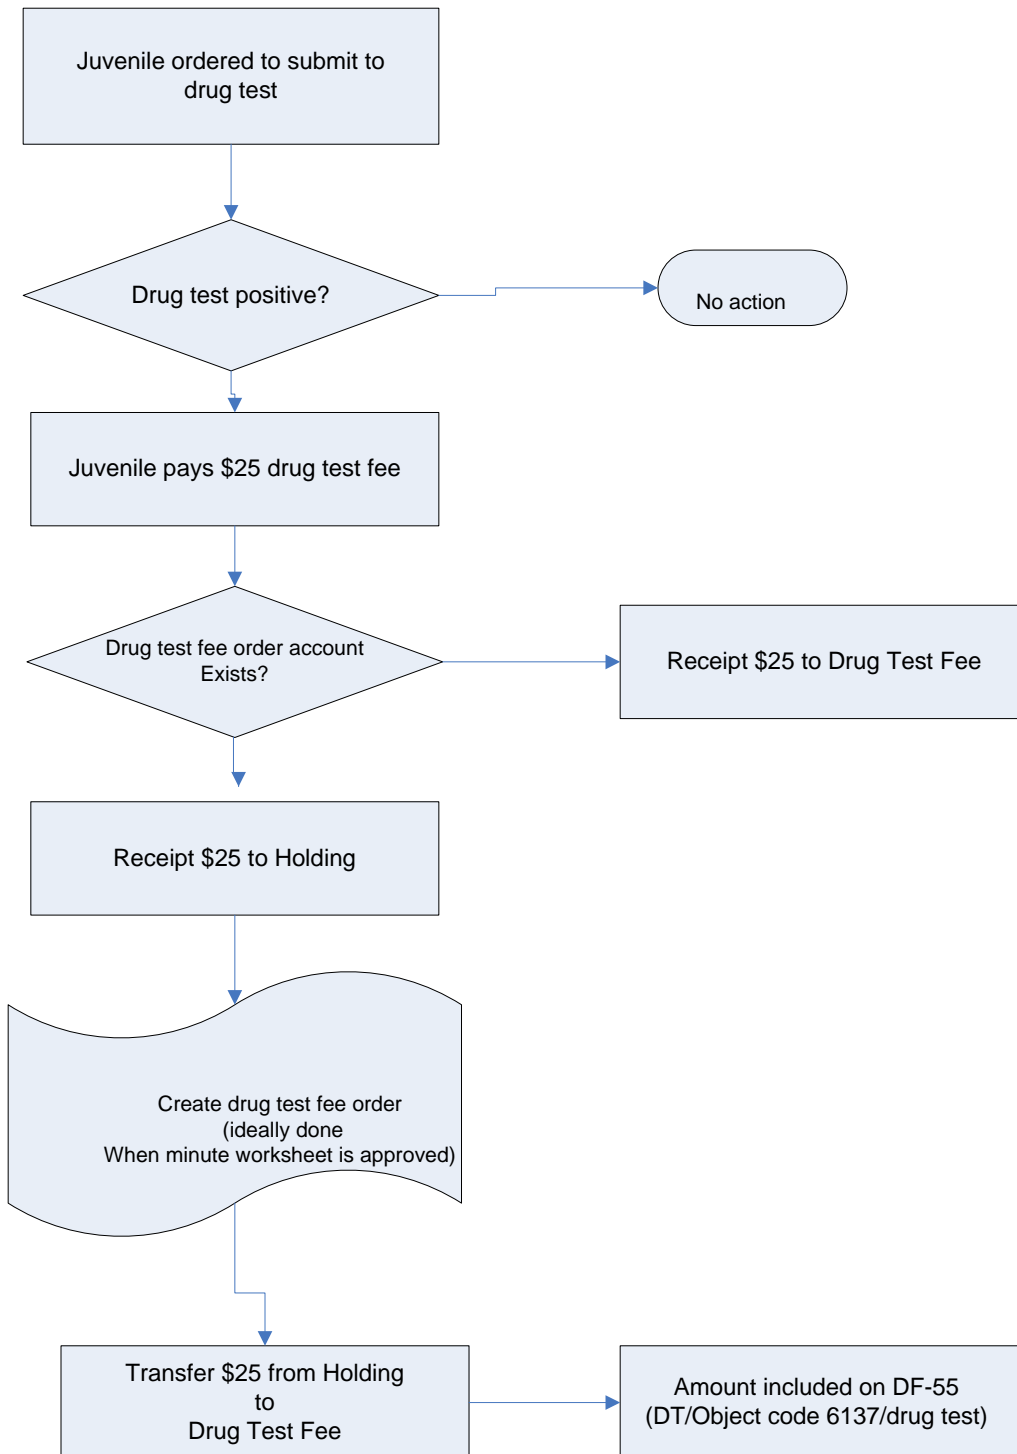 Juvenile ordered to submit to
drug test
Drug test positive?
No action
Juvenile pays $25 drug test fee
Drug test fee order account
Exists?
Receipt $25 to Drug Test Fee
Receipt $25 to Holding
Create drug test fee order
(ideally done
When minute worksheet is approved)
Transfer $25 from Holding
to
Drug Test Fee
Amount included on DF-55
(DT/Object code 6137/drug test)